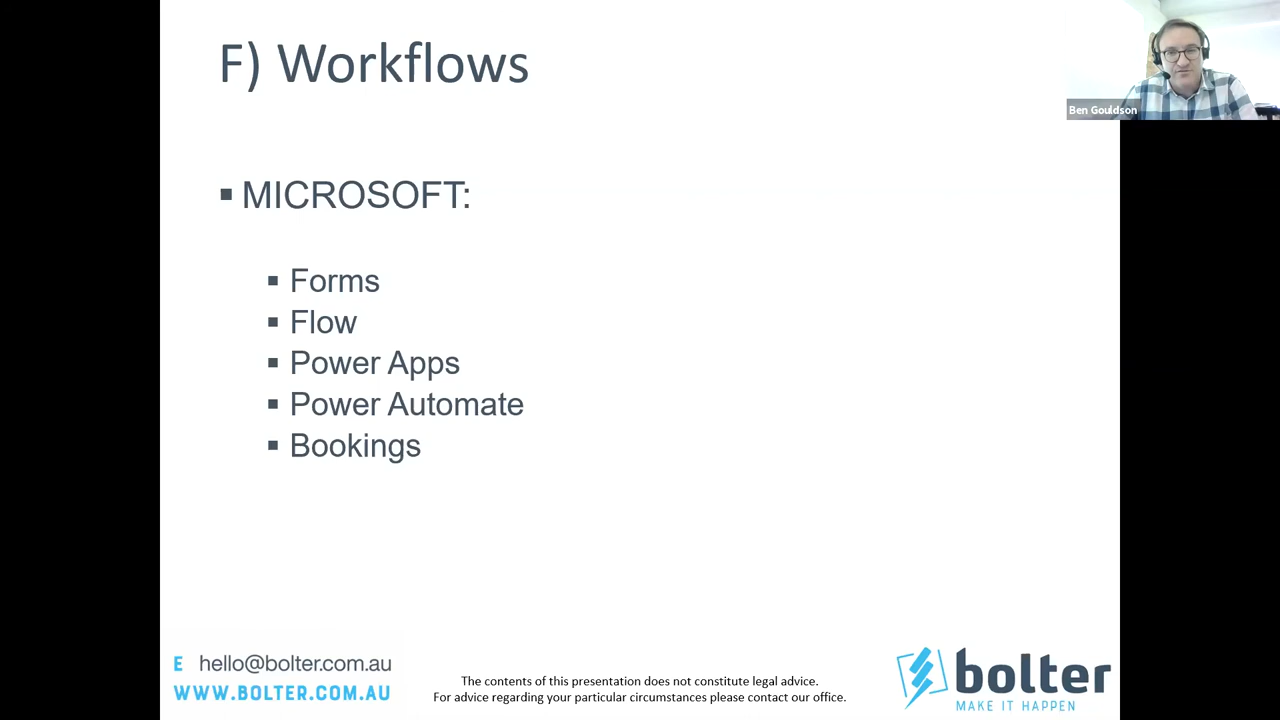 F) Workflows
Ben Gouldson
▪ MICROSOFT:
▪ Forms
▪ Flow
▪ Power Apps
▪ Power Automate
▪ Bookings
E hello@bolter.com.au
WWW.BOLTER.COM.AU
The contents of this presentation does not constitute legal advice.
For advice regarding your particular circumstances please contact our office.
bolter
MAKE IT HAPPEN